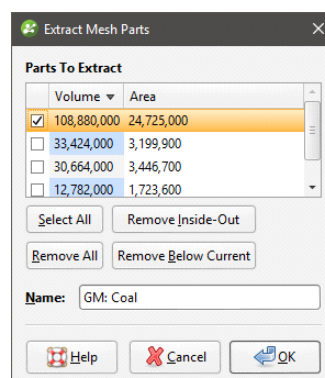 Extract Mesh Parts
Parts To Extract
Volume Area
108,880,000 24,725,000
33,424,000 3,199,900
30,664,000 3,446,700
12,782,000 1,723,600
Select All Remove Inside-Out
Remove All Remove Below Current
Name: GM: Coal
Help Cancel OK